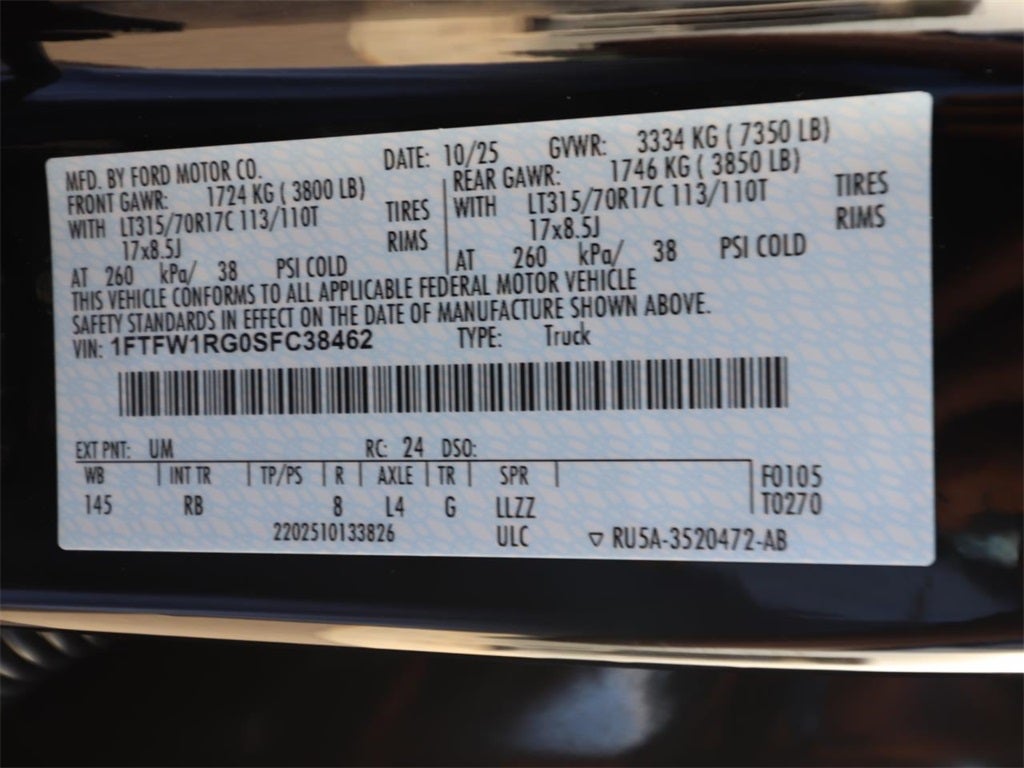 MFD. BY FORD MOTOR CO. DATE: 10/25 GVWR: 3334 KG ( 7350 LB)
FRONT GAWR: 1724 KG ( 3800 LB) REAR GAWR: 1746 KG ( 3850 LB)
WITH LT315/70R17C 113/110T TIRES WITH LT315/70R17C 113/110T TIRES
17x8.5J RIMS 17x8.5J RIMS
AT 260 kPa/ 38 PSI COLD AT 260 kPa/ 38 PSI COLD
THIS VEHICLE CONFORMS TO ALL APPLICABLE FEDERAL MOTOR VEHICLE
SAFETY STANDARDS IN EFFECT ON THE DATE OF MANUFACTURE SHOWN ABOVE.
VIN: 1FTFW1RG0SFC38462 TYPE: Truck
EXT PNT: UM RC: 24 DSO:
WB INT TR TP/PS R AXLE TR SPR F0105
145 RB 8 L4 G LLZZ T0270
2202510133826 ULC ▽ RU5A-3520472-AB